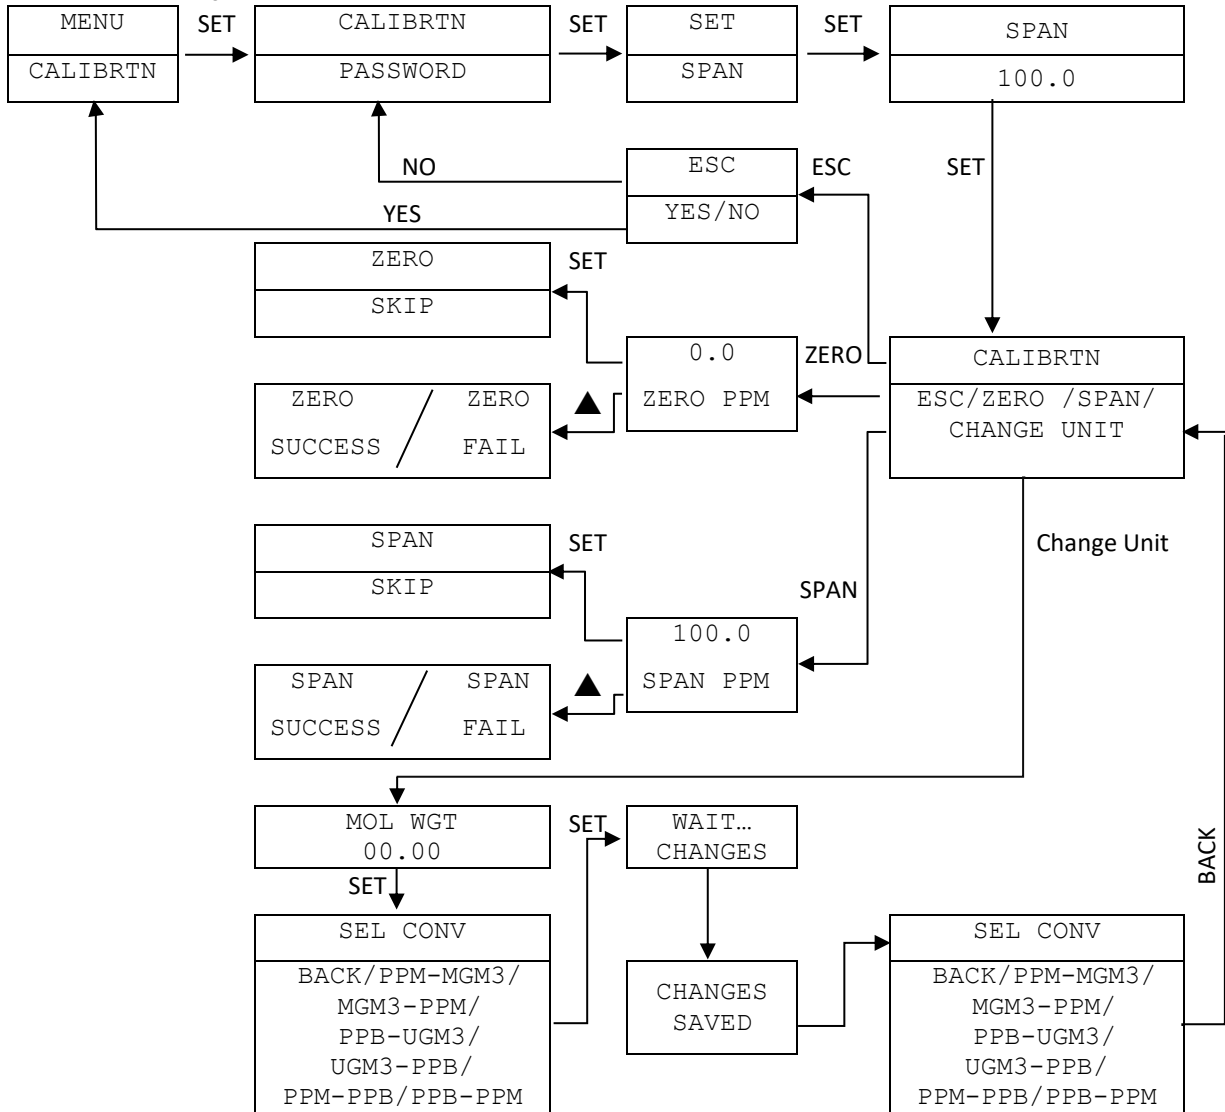 MENU
SET
CALIBRTN
SET
SET
SET
SPAN
CALIBRTN
PASSWORD
SPAN
100.0
NO
ESC
ESC
SET
YES
YES/NO
ZERO
SET
SKIP
0.0
ZERO
CALIBRTN
ZERO
ZERO
ZERO PPM
ESC/ZERO /SPAN/
SUCCESS
/
FAIL
CHANGE UNIT
SPAN
SET
Change Unit
SKIP
SPAN
100.0
SPAN
SPAN
SPAN PPM
SUCCESS
/
FAIL
MOL WGT
SET
WAIT…
00.00
CHANGES
BACK
SET
SEL CONV
SEL CONV
BACK/PPM-MGM3/
MGM3-PPM/
PPB-UGM3/
UGM3-PPB/
PPM-PPB/PPB-PPM
CHANGES
SAVED
BACK/PPM-MGM3/
MGM3-PPM/
PPB-UGM3/
UGM3-PPB/
PPM-PPB/PPB-PPM